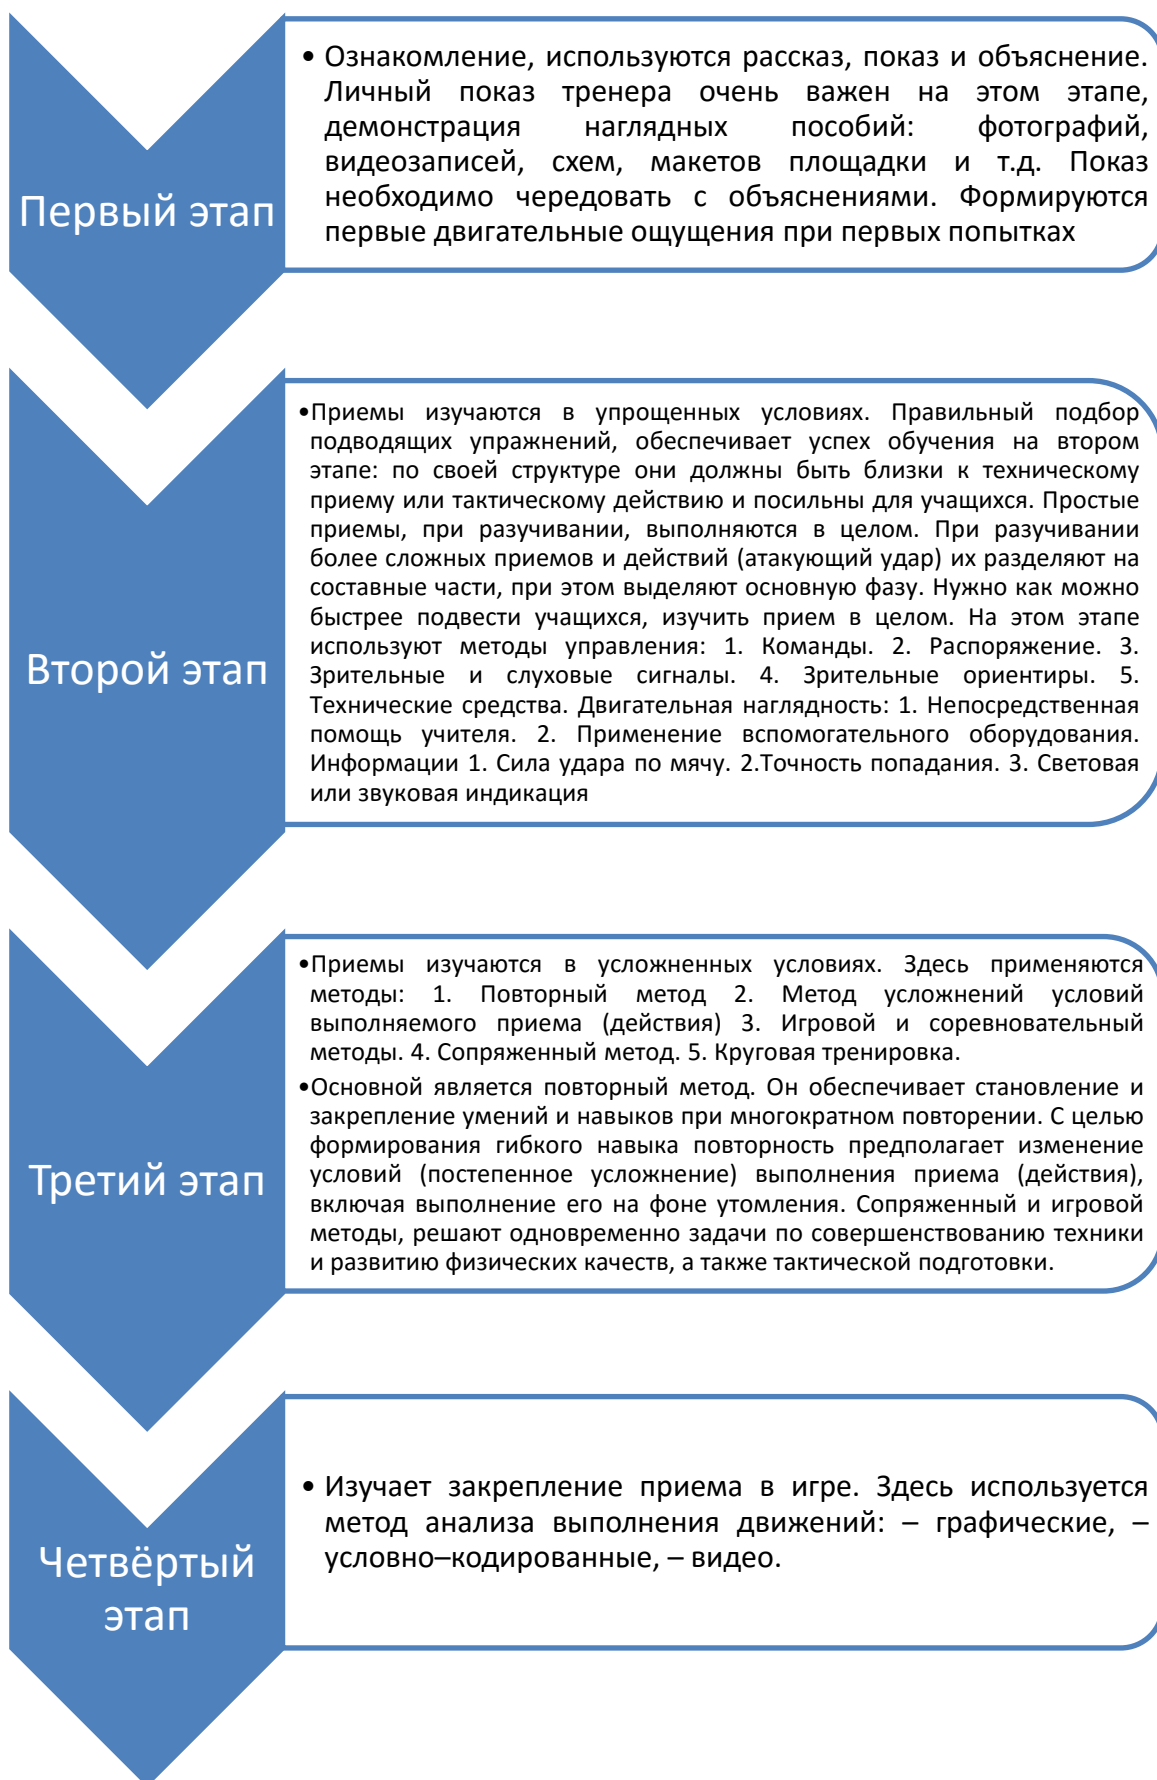 Первый этап
• Ознакомление, используются рассказ, показ и объяснение.
Личный показ тренера очень важен на этом этапе,
демонстрация наглядных пособий: фотографий,
видеозаписей, схем, макетов площадки и т.д. Показ
необходимо чередовать с объяснениями. Формируются
первые двигательные ощущения при первых попытках
Второй этап
•Приемы изучаются в упрощенных условиях. Правильный подбор
подводящих упражнений, обеспечивает успех обучения на втором
этапе: по своей структуре они должны быть близки к техническому
приему или тактическому действию и посильны для учащихся. Простые
приемы, при разучивании, выполняются в целом. При разучивании
более сложных приемов и действий (атакующий удар) их разделяют на
составные части, при этом выделяют основную фазу. Нужно как можно
быстрее подвести учащихся, изучить прием в целом. На этом этапе
используют методы управления: 1. Команды. 2. Распоряжение. 3.
Зрительные и слуховые сигналы. 4. Зрительные ориентиры. 5.
Технические средства. Двигательная наглядность: 1. Непосредственная
помощь учителя. 2. Применение вспомогательного оборудования.
Информации 1. Сила удара по мячу. 2.Точность попадания. 3. Световая
или звуковая индикация
Третий этап
•Приемы изучаются в усложненных условиях. Здесь применяются
методы: 1. Повторный метод 2. Метод усложнений условий
выполняемого приема (действия) 3. Игровой и соревновательный
методы. 4. Сопряженный метод. 5. Круговая тренировка.
•Основной является повторный метод. Он обеспечивает становление и
закрепление умений и навыков при многократном повторении. С целью
формирования гибкого навыка повторность предполагает изменение
условий (постепенное усложнение) выполнения приема (действия),
включая выполнение его на фоне утомления. Сопряженный и игровой
методы, решают одновременно задачи по совершенствованию техники
и развитию физических качеств, а также тактической подготовки.
Четвёртый
этап
• Изучает закрепление приема в игре. Здесь используется
метод анализа выполнения движений: – графические, –
условно–кодированные, – видео.